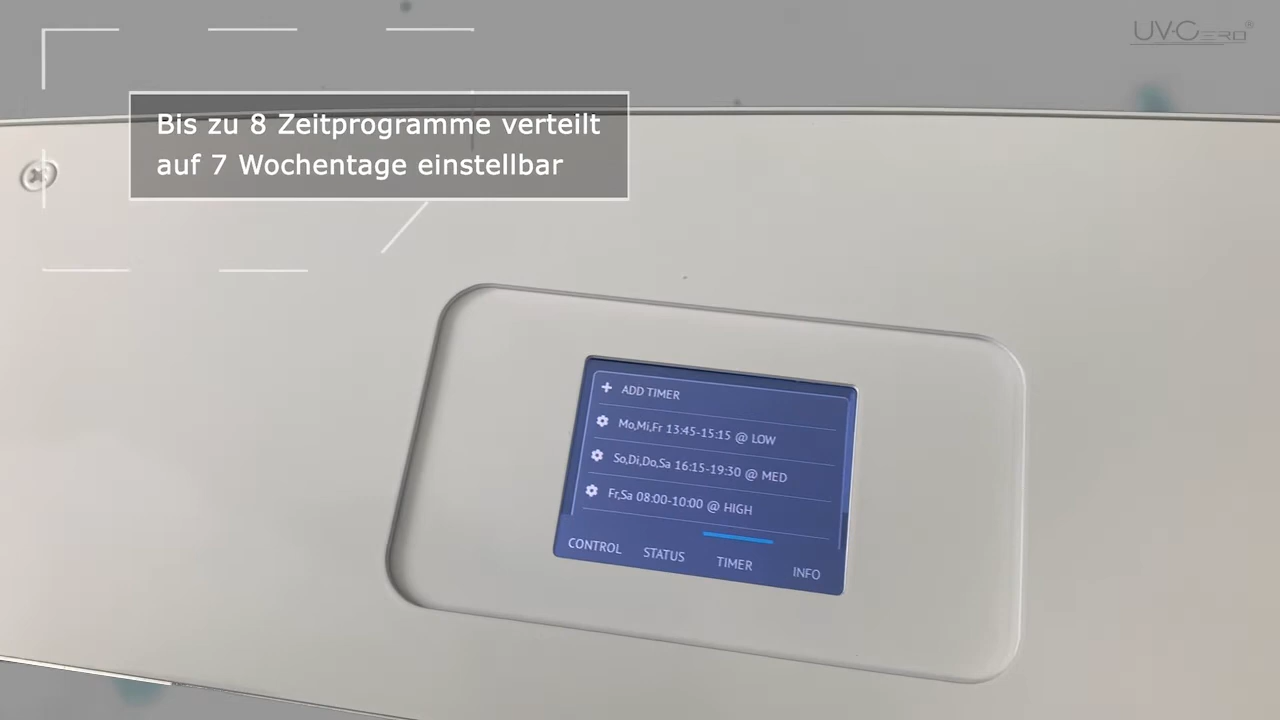 UV-CERO®
Bis zu 8 Zeitprogramme verteilt
auf 7 Wochentage einstellbar
+ ADD TIMER
Mo,Mi,Fr 13:45-15:15 @ LOW
So,Di,Do,Sa 16:15-19:30 @ MED
Fr,Sa 08:00-10:00 @ HIGH
CONTROL STATUS TIMER INFO